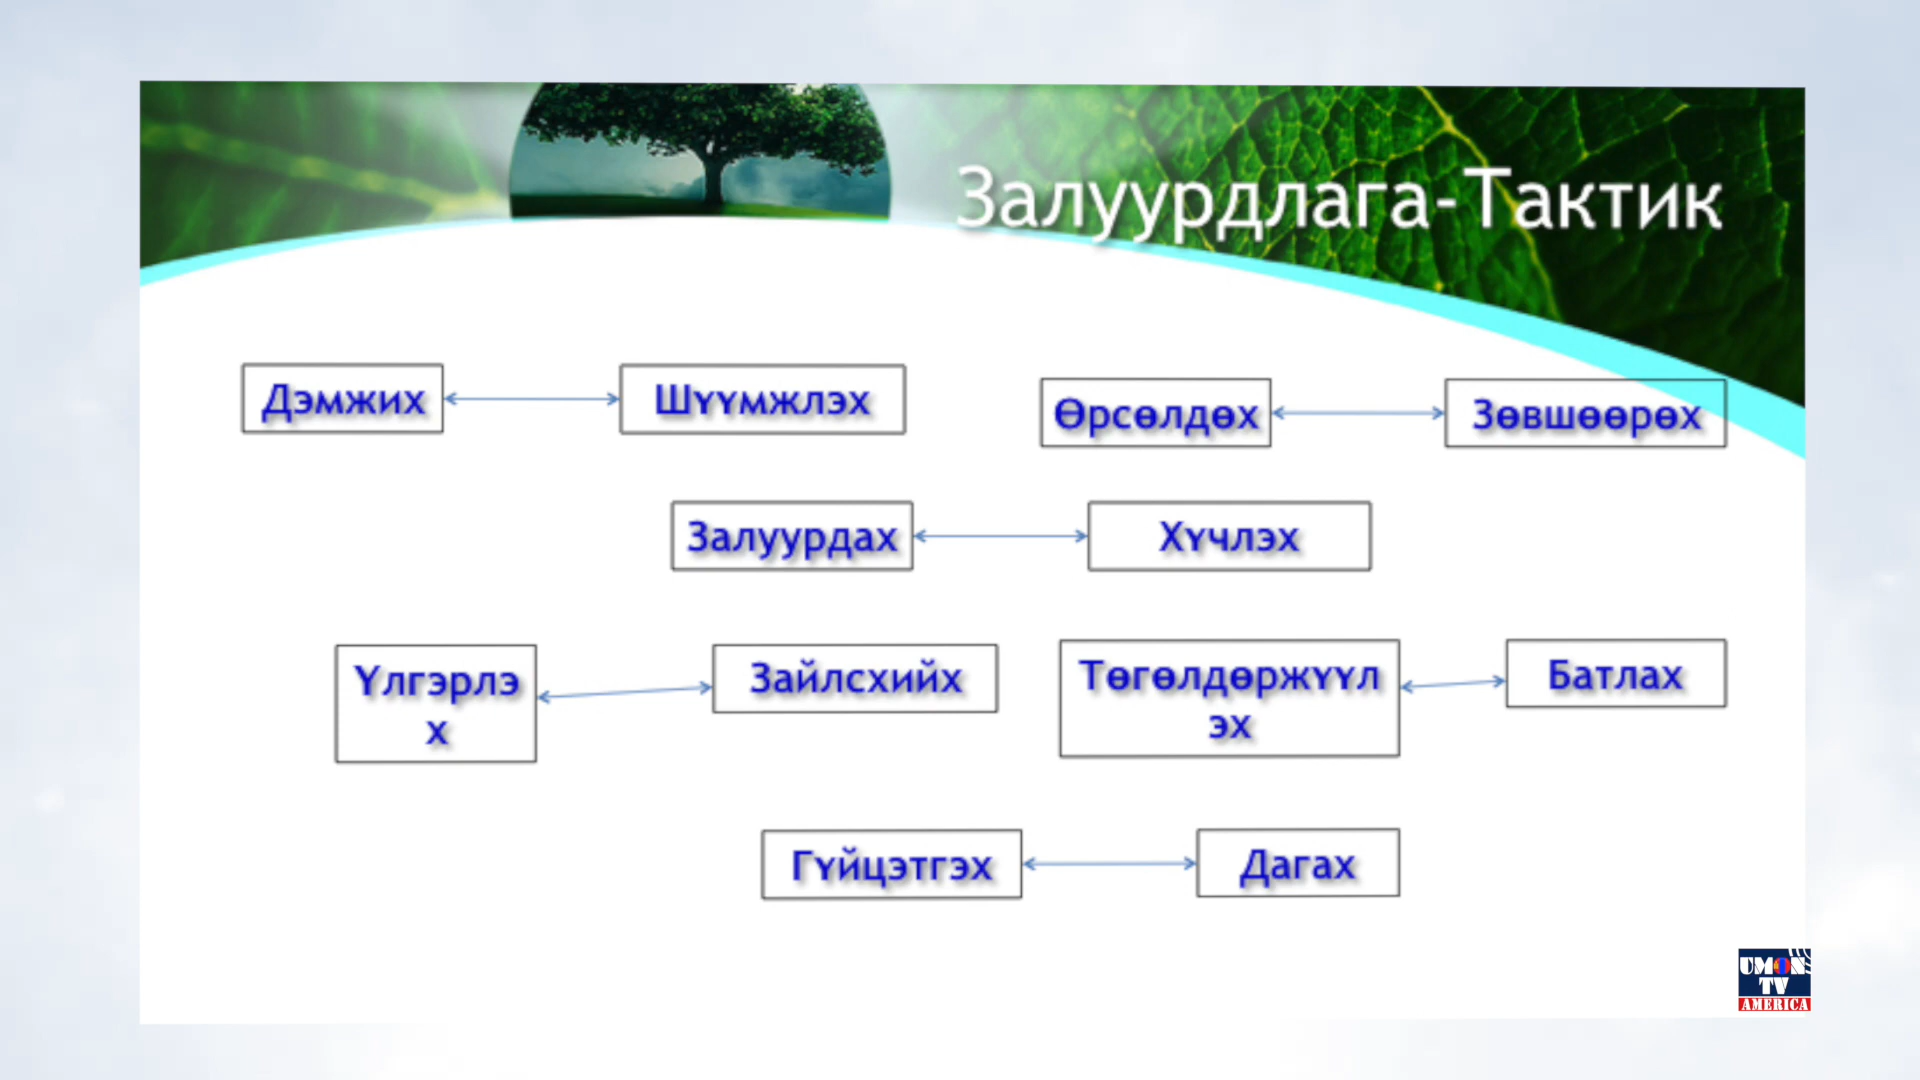 Залуурдлага-Тактик
Дэмжих
Шүүмжлэх
Өрсөлдөх
Зөвшөөрөх
Залуурдах
Хүчлэх
Үлгэрлэ
х
Зайлсхийх
Төгөлдөржүүл
эх
Батлах
Гүйцэтгэх
Дагах
UMON
TV
AMERICA